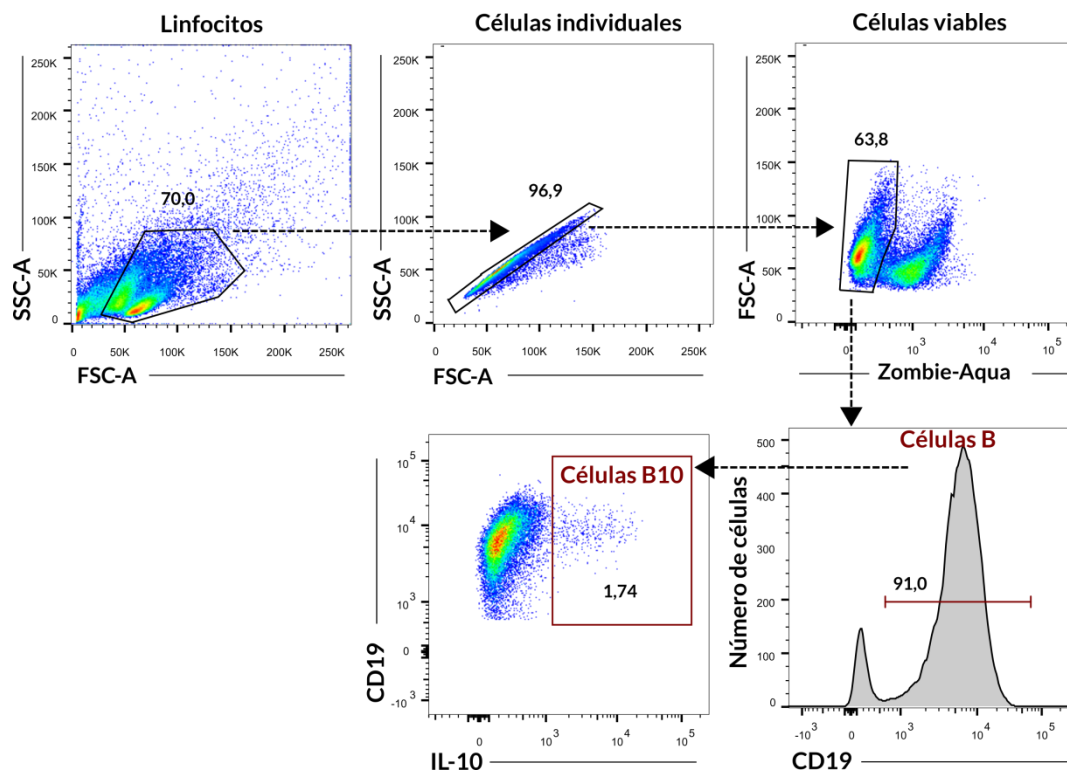 Linfocitos
250K
200K
150K
100K
50K
0
70,0
SSC-A
0
50K
100K
150K
200K
250K
FSC-A
Células individuales
250K
200K
150K
100K
50K
0
96,9
SSC-A
0
50K
100K
150K
200K
250K
FSC-A
Células viables
250K
200K
150K
100K
50K
0
63,8
FSC-A
0
10^3
10^4
10^5
Zombie-Aqua
10^5
10^4
10^3
0
-10^3
Células B10
1,74
CD19
0
10^3
10^4
10^5
IL-10
500
400
300
200
100
0
Células B
91,0
Número de células
-10^3
0
10^3
10^4
10^5
CD19